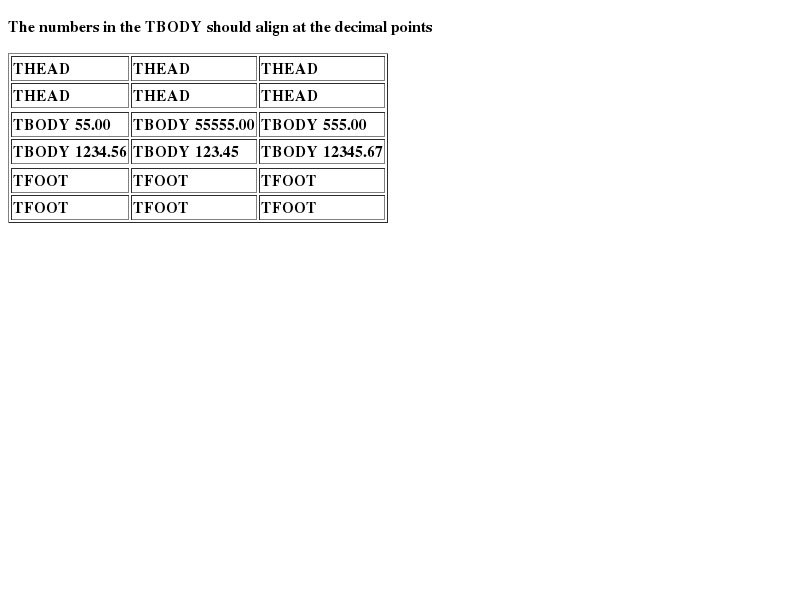 The numbers in the TBODY should align at the decimal points
THEAD THEAD THEAD
THEAD THEAD THEAD
TBODY 55.00 TBODY 55555.00 TBODY 555.00
TBODY 1234.56 TBODY 123.45 TBODY 12345.67
TFOOT TFOOT TFOOT
TFOOT TFOOT TFOOT